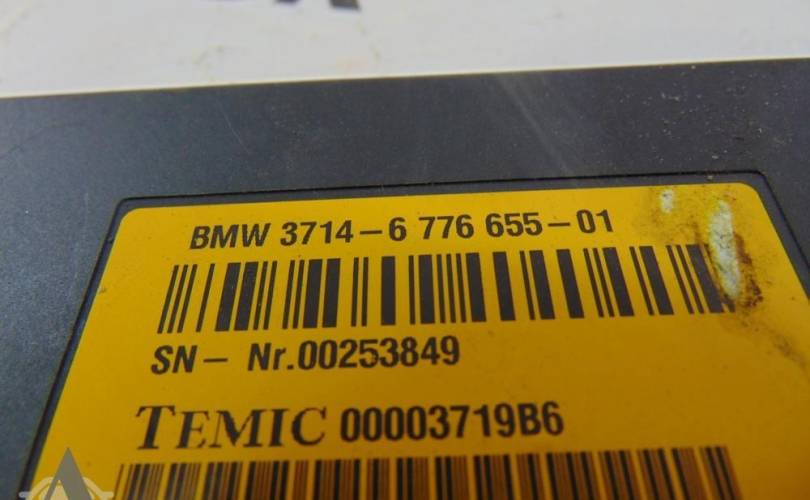 BMW 3714-6 776 655-01
SN- Nr.00253849
TEMIC 00003719B6